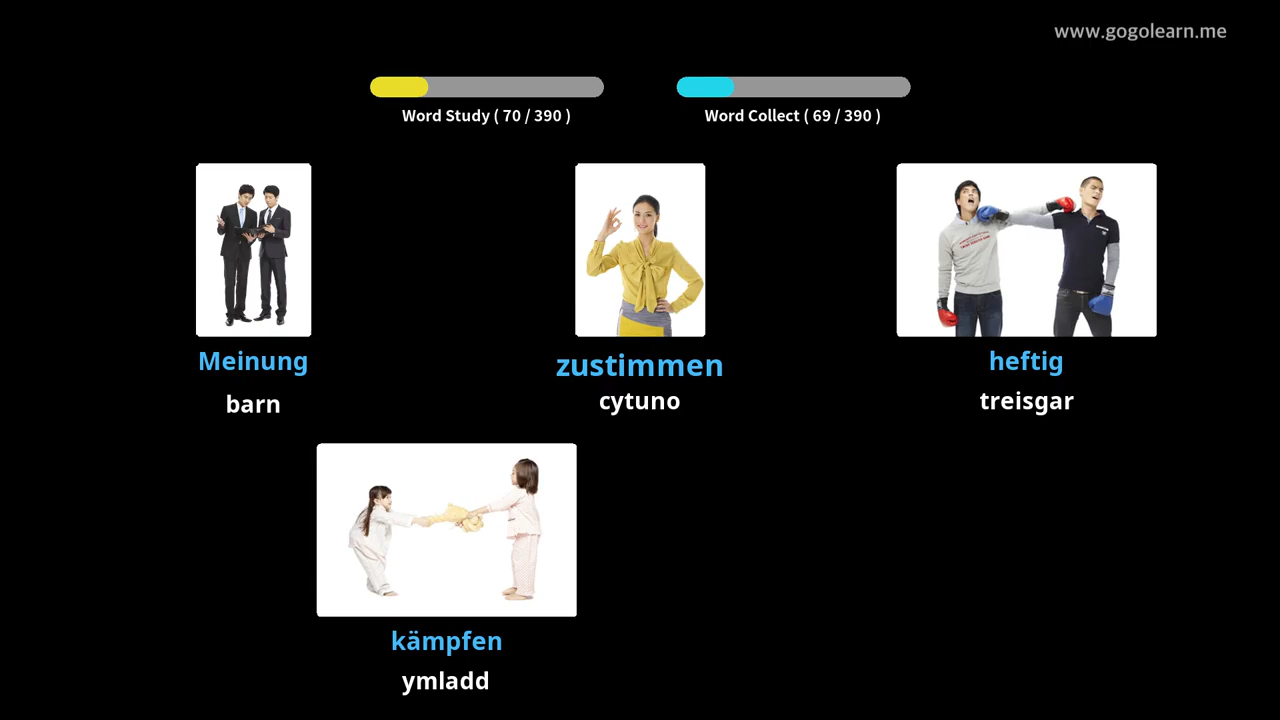 www.gogolearn.me
Word Study ( 70 / 390 )
Word Collect ( 69 / 390 )
Meinung
barn
zustimmen
cytuno
heftig
treisgar
kämpfen
ymladd